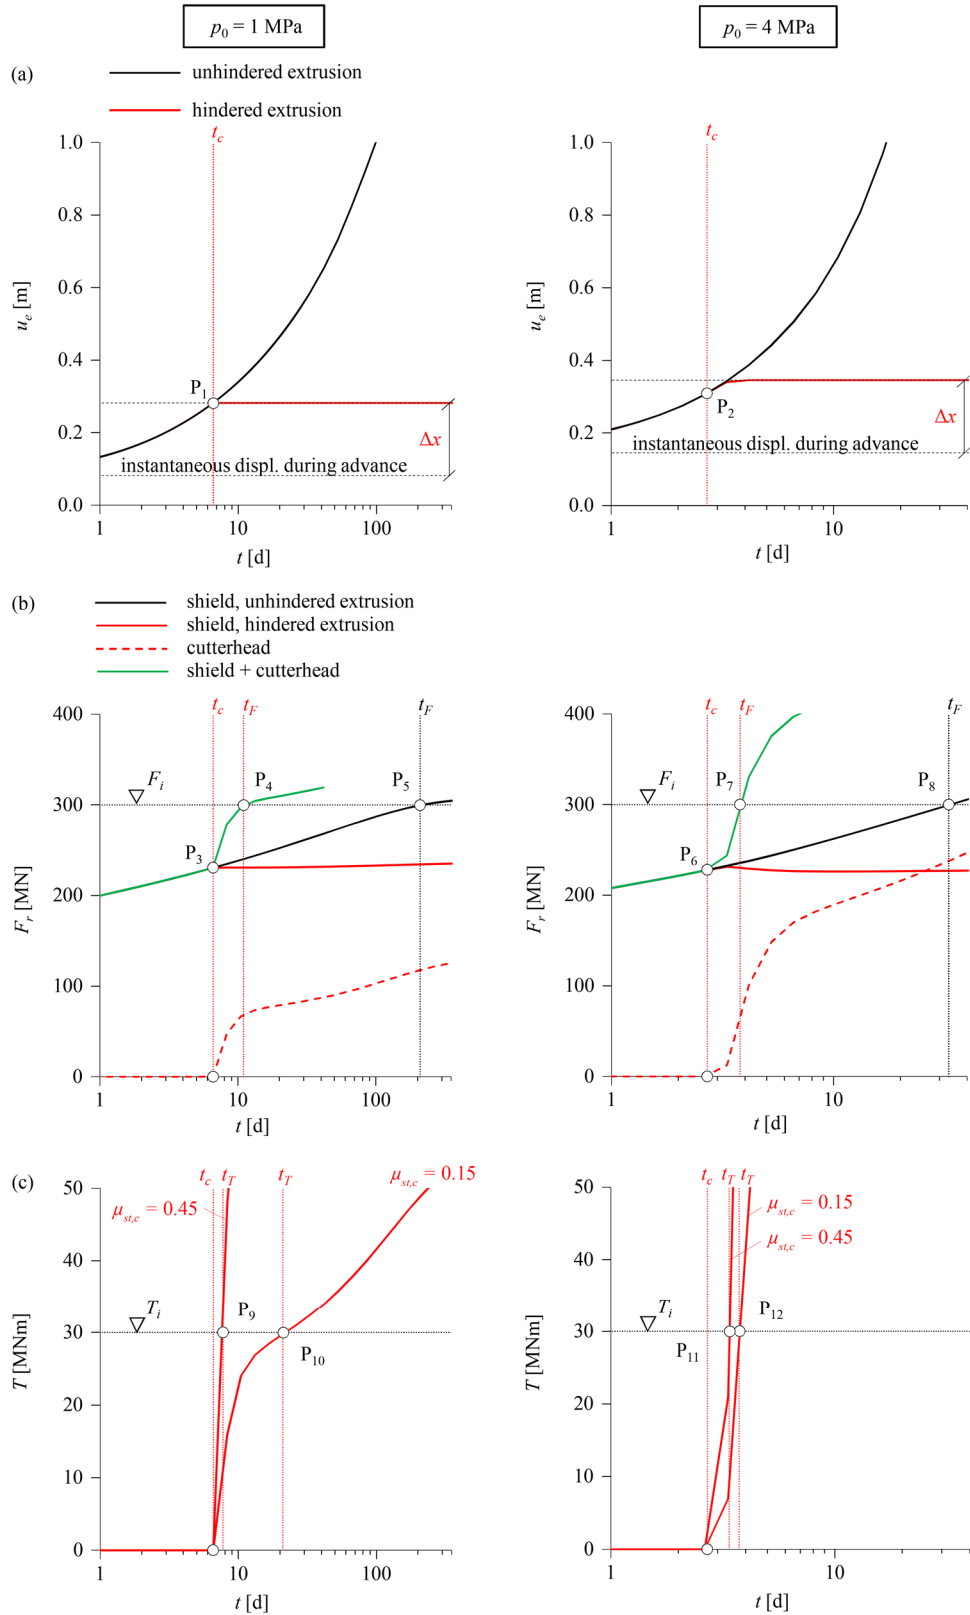 p0 = 1 MPa
p0 = 4 MPa
(a)
unhindered extrusion
hindered extrusion
tc
1.0
0.8
0.6
0.4
0.2
0.0
ue [m]
P1
Δx
instantaneous displ. during advance
1
10
100
t [d]
tc
1.0
0.8
0.6
0.4
0.2
0.0
ue [m]
P2
Δx
instantaneous displ. during advance
1
10
t [d]
(b)
shield, unhindered extrusion
shield, hindered extrusion
cutterhead
shield + cutterhead
tc
tF
tF
400
300
200
100
0
Fr [MN]
Fi
P4
P5
P3
1
10
100
t [d]
tc
tF
tF
400
300
200
100
0
Fr [MN]
Fi
P7
P8
P6
1
10
t [d]
(c)
tc
tT
tT
μst,c = 0.15
μst,c = 0.45
50
40
30
20
10
0
T [MNm]
Ti
P9
P10
1
10
100
t [d]
tc
tT
tT
μst,c = 0.15
μst,c = 0.45
50
40
30
20
10
0
T [MNm]
Ti
P12
P11
1
10
t [d]